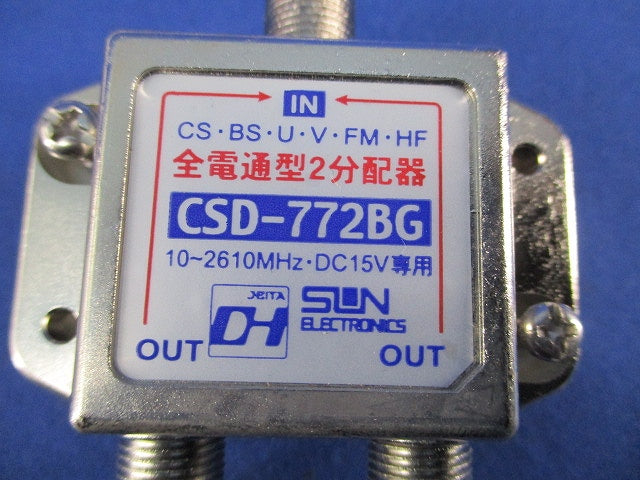 IN
CS・BS・U・V・FM・HF
全電通型2分配器
CSD-772BG
10~2610MHz・DC15V専用
JEITA
DH
SUN
ELECTRONICS
OUT
OUT